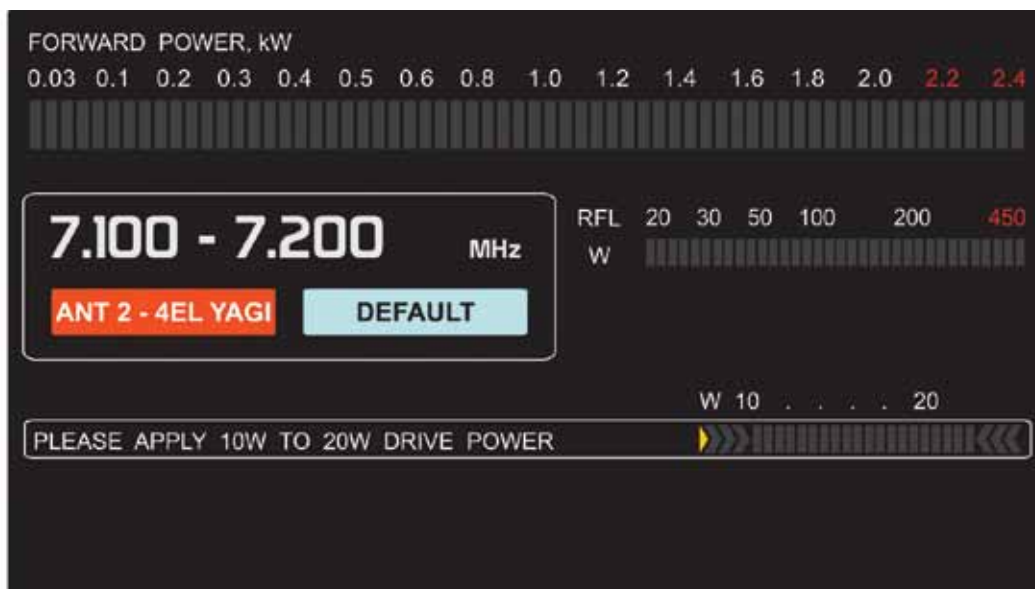 FORWARD POWER, kW
0.03 0.1 0.2 0.3 0.4 0.5 0.6 0.8 1.0 1.2 1.4 1.6 1.8 2.0 2.2 2.4
7.100 - 7.200 MHz
ANT 2 - 4EL YAGI DEFAULT
RFL 20 30 50 100 200 450
W
W 10 . . . . 20
PLEASE APPLY 10W TO 20W DRIVE POWER